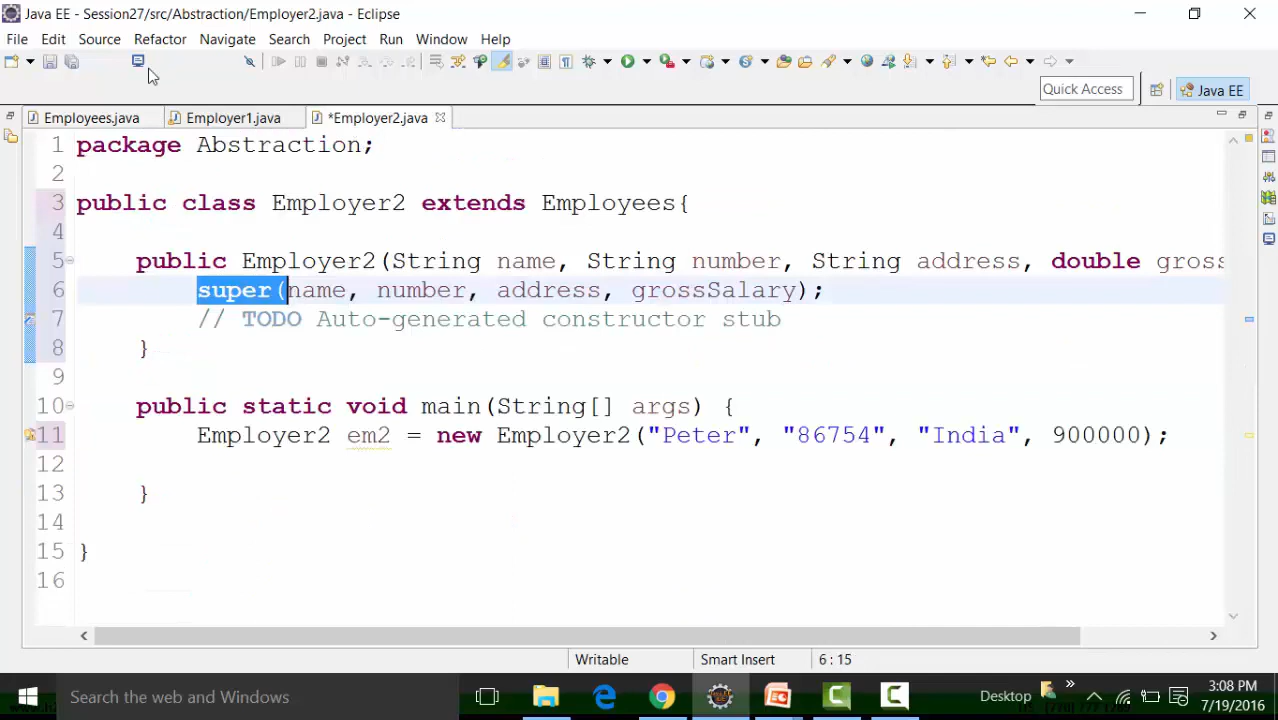 Java EE - Session27/src/Abstraction/Employer2.java - Eclipse
File Edit Source Refactor Navigate Search Project Run Window Help
Quick Access Java EE
Employees.java Employer1.java *Employer2.java
1 package Abstraction;
2
3 public class Employer2 extends Employees{
4
5 public Employer2(String name, String number, String address, double gross
6 super(name, number, address, grossSalary);
7 // TODO Auto-generated constructor stub
8 }
9
10 public static void main(String[] args) {
11 Employer2 em2 = new Employer2("Peter", "86754", "India", 900000);
12
13 }
14
15 }
16
Writable Smart Insert 6 : 15
Search the web and Windows Desktop 3:08 PM
7/19/2016